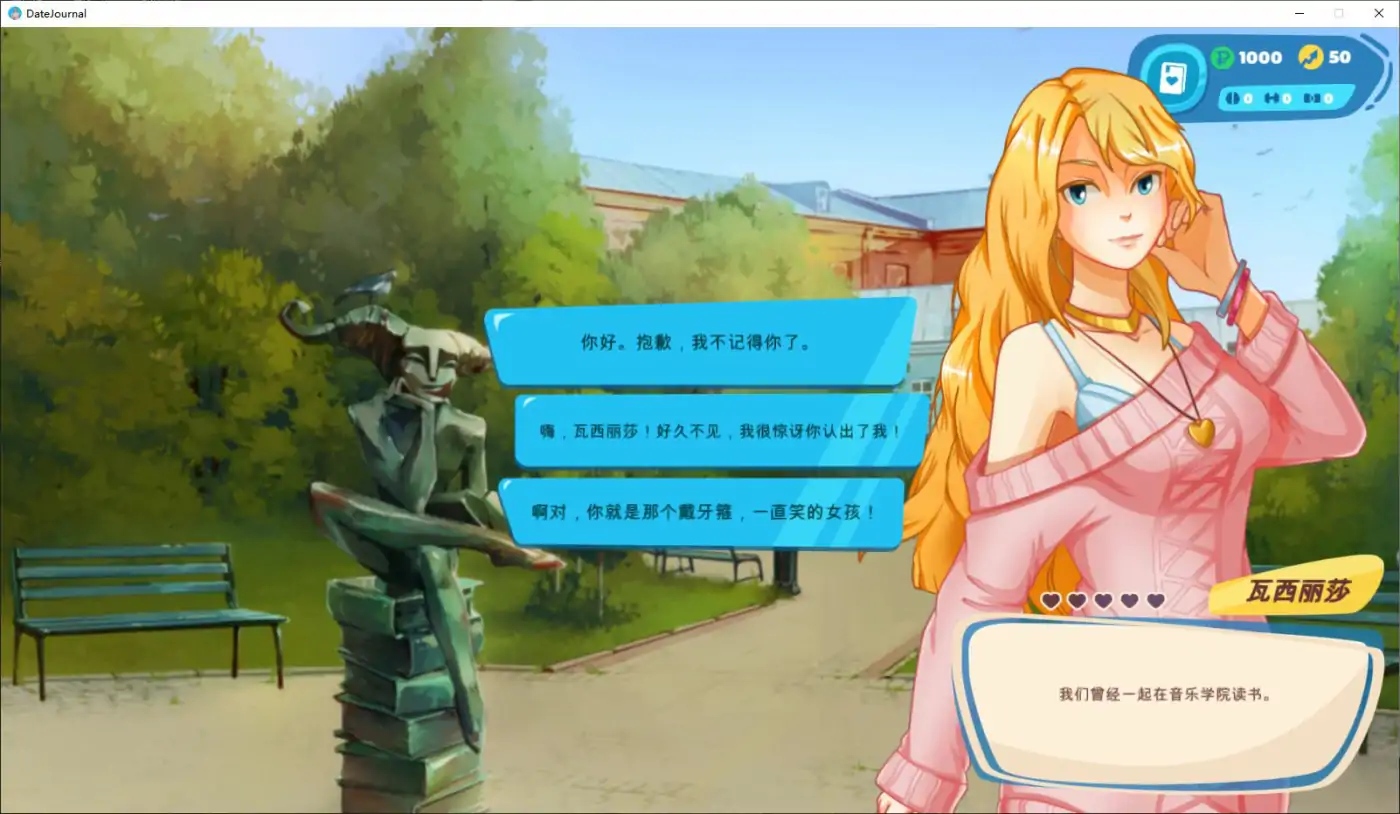 DateJournal
1000
50
0 0 0
你好。抱歉，我不记得你了。
嗨，瓦西丽莎！好久不见，我很惊讶你认出了我！
啊对，你就是那个戴牙箍，一直笑的女孩！
瓦西丽莎
我们曾经一起在音乐学院读书。